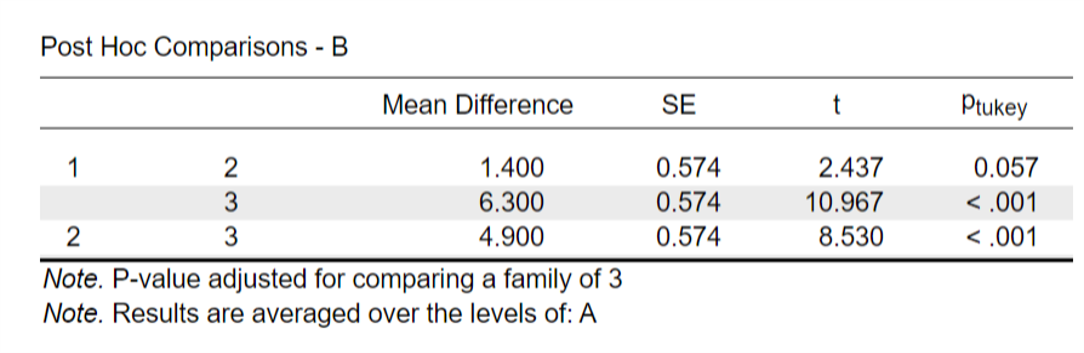 Post Hoc Comparisons - B
Mean Difference SE t Ptukey
1 2 1.400 0.574 2.437 0.057
3 6.300 0.574 10.967 < .001
2 3 4.900 0.574 8.530 < .001
Note. P-value adjusted for comparing a family of 3
Note. Results are averaged over the levels of: A